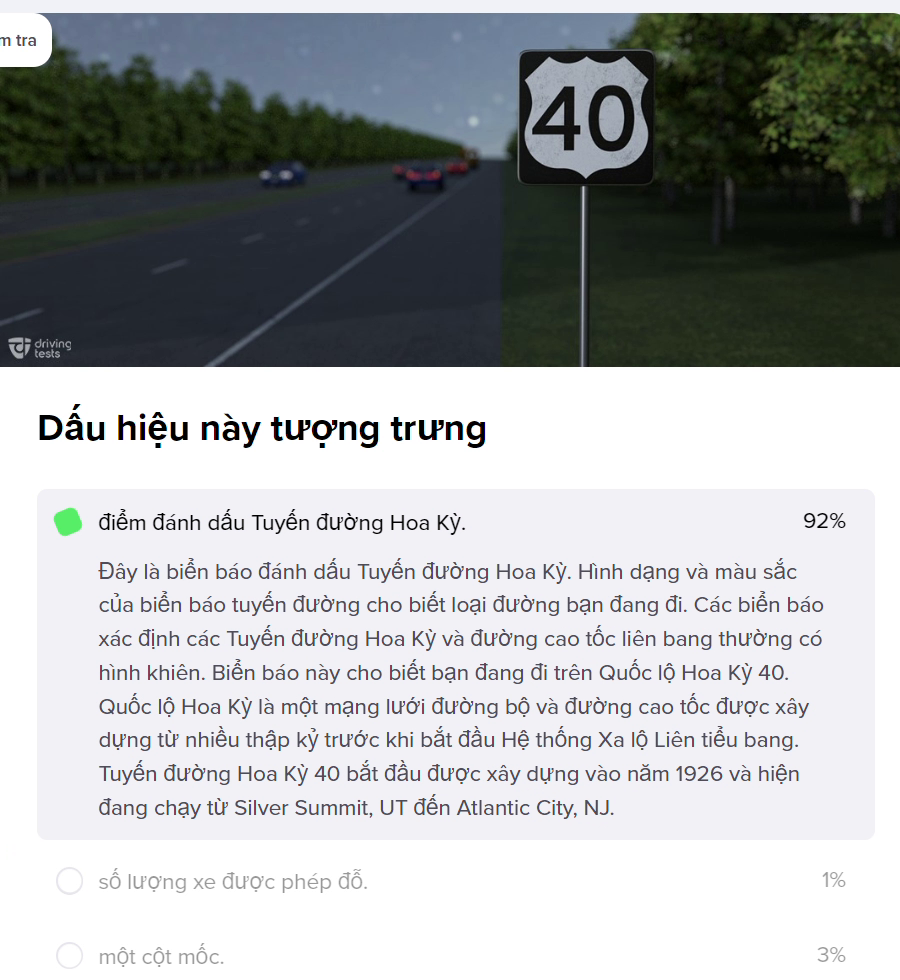 m tra
40
driving
tests
Dấu hiệu này tượng trưng
điểm đánh dấu Tuyến đường Hoa Kỳ.
92%
Đây là biển báo đánh dấu Tuyến đường Hoa Kỳ. Hình dạng và màu sắc
của biển báo tuyến đường cho biết loại đường bạn đang đi. Các biển báo
xác định các Tuyến đường Hoa Kỳ và đường cao tốc liên bang thường có
hình khiên. Biển báo này cho biết bạn đang đi trên Quốc lộ Hoa Kỳ 40.
Quốc lộ Hoa Kỳ là một mạng lưới đường bộ và đường cao tốc được xây
dựng từ nhiều thập kỷ trước khi bắt đầu Hệ thống Xa lộ Liên tiểu bang.
Tuyến đường Hoa Kỳ 40 bắt đầu được xây dựng vào năm 1926 và hiện
đang chạy từ Silver Summit, UT đến Atlantic City, NJ.
số lượng xe được phép đỗ.
1%
một cột mốc.
3%